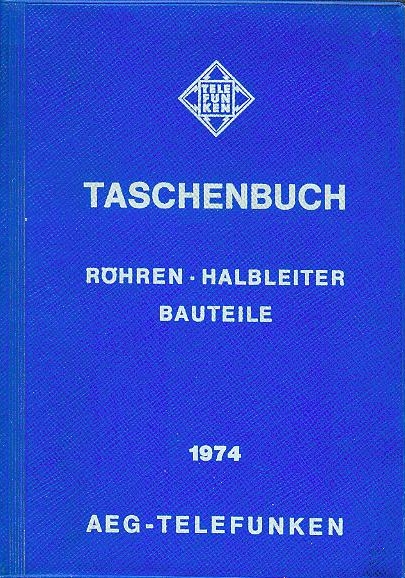 TELE
FUN
KEN
TASCHENBUCH
RÖHREN · HALBLEITER
BAUTEILE
1974
AEG-TELEFUNKEN